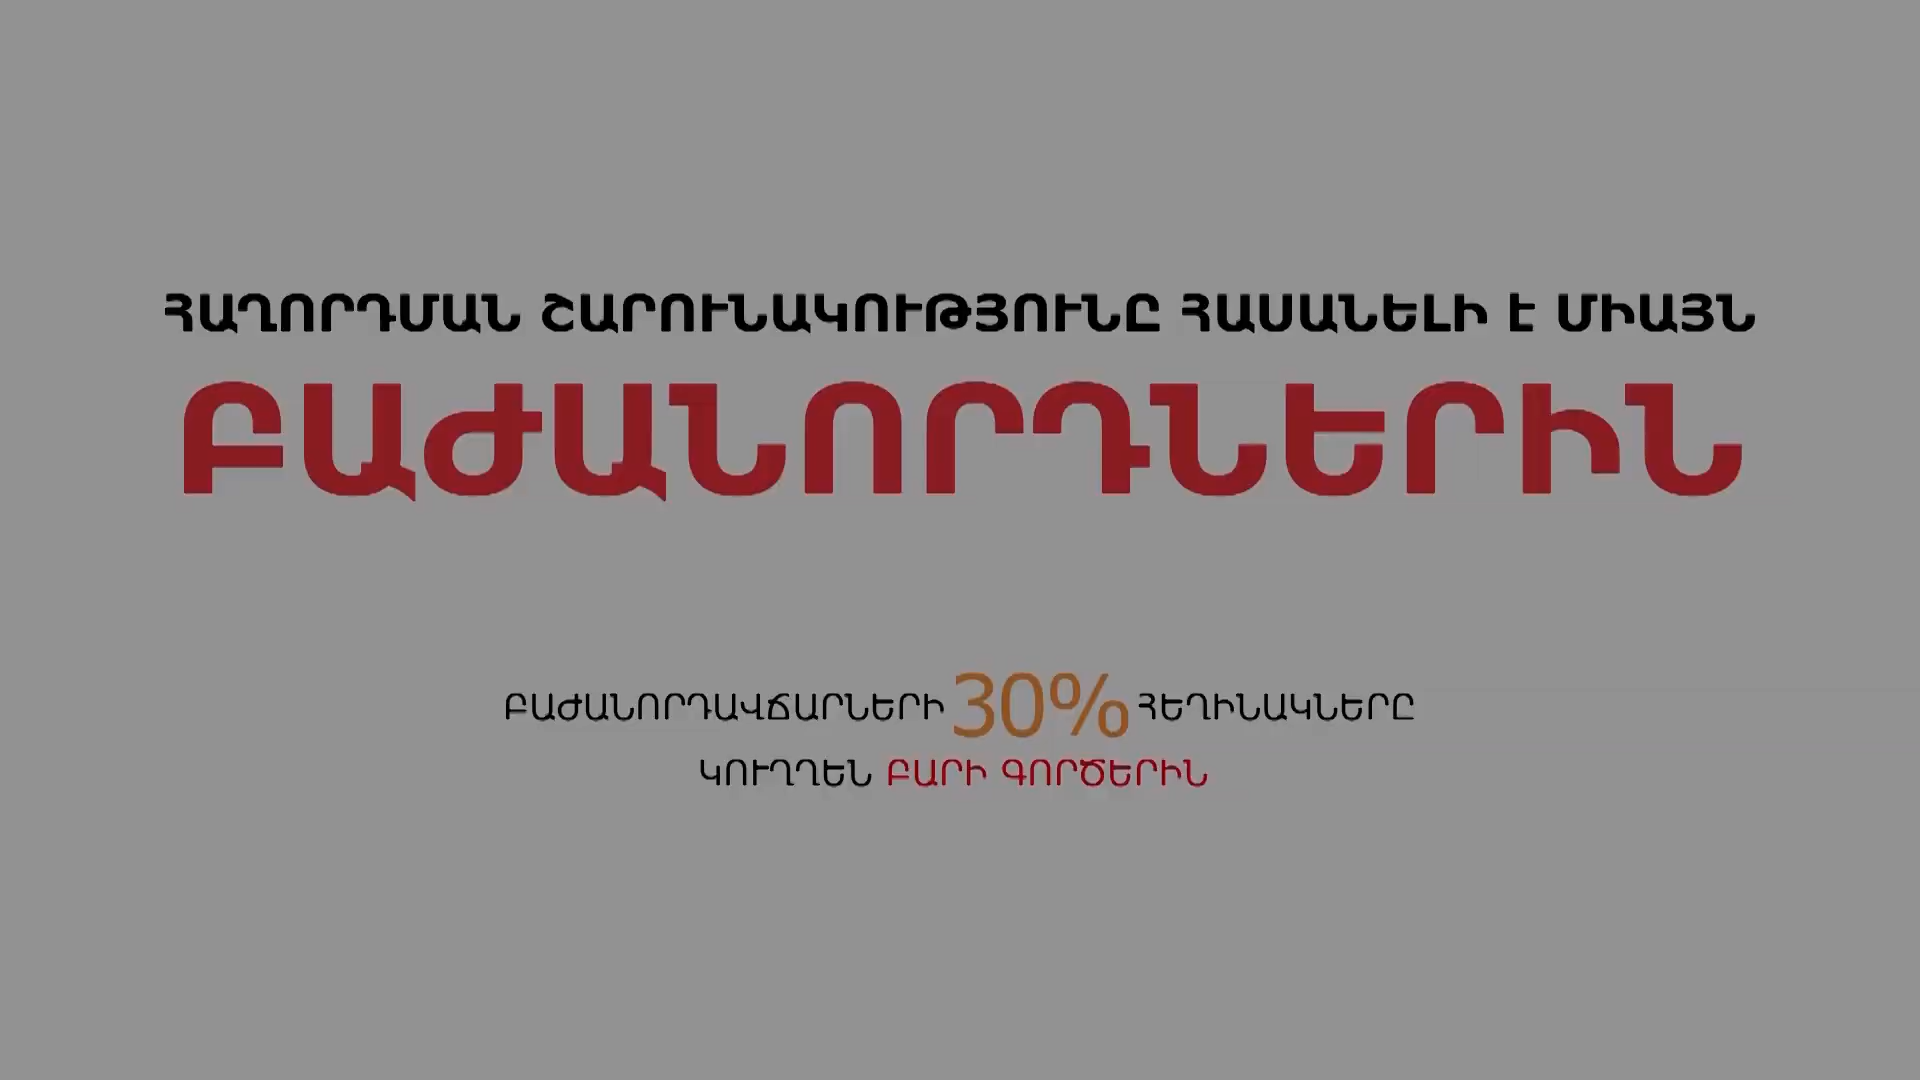 ՀԱՂՈՐԴՄԱՆ ՇԱՐՈՒՆԱԿՈՒԹՅՈՒՆԸ ՀԱՍԱՆԵԼԻ Է ՄԻԱՅՆ
ԲԱԺԱՆՈՐԴՆԵՐԻՆ
ԲԱԺԱՆՈՐԴԱՎՃԱՐՆԵՐԻ 30% ՀԵՂԻՆԱԿՆԵՐԸ
ԿՈՒՂՂԵՆ ԲԱՐԻ ԳՈՐԾԵՐԻՆ